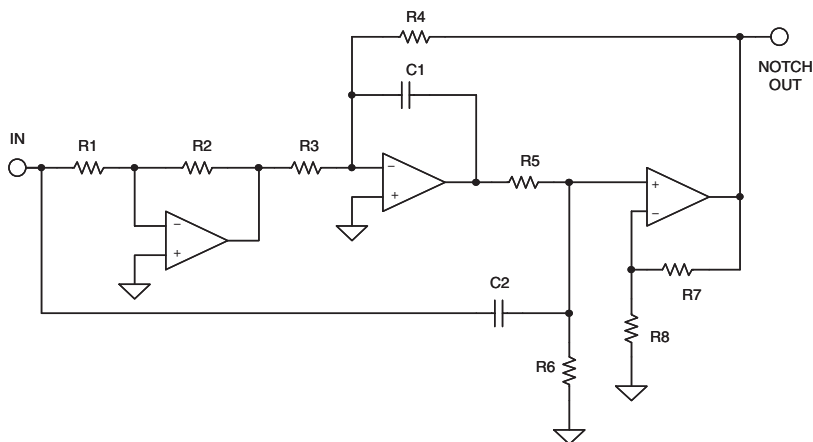 R4
C1
NOTCH
OUT
IN
R1
R2
R3
−
+
R5
+
−
−
+
C2
R7
R8
R6